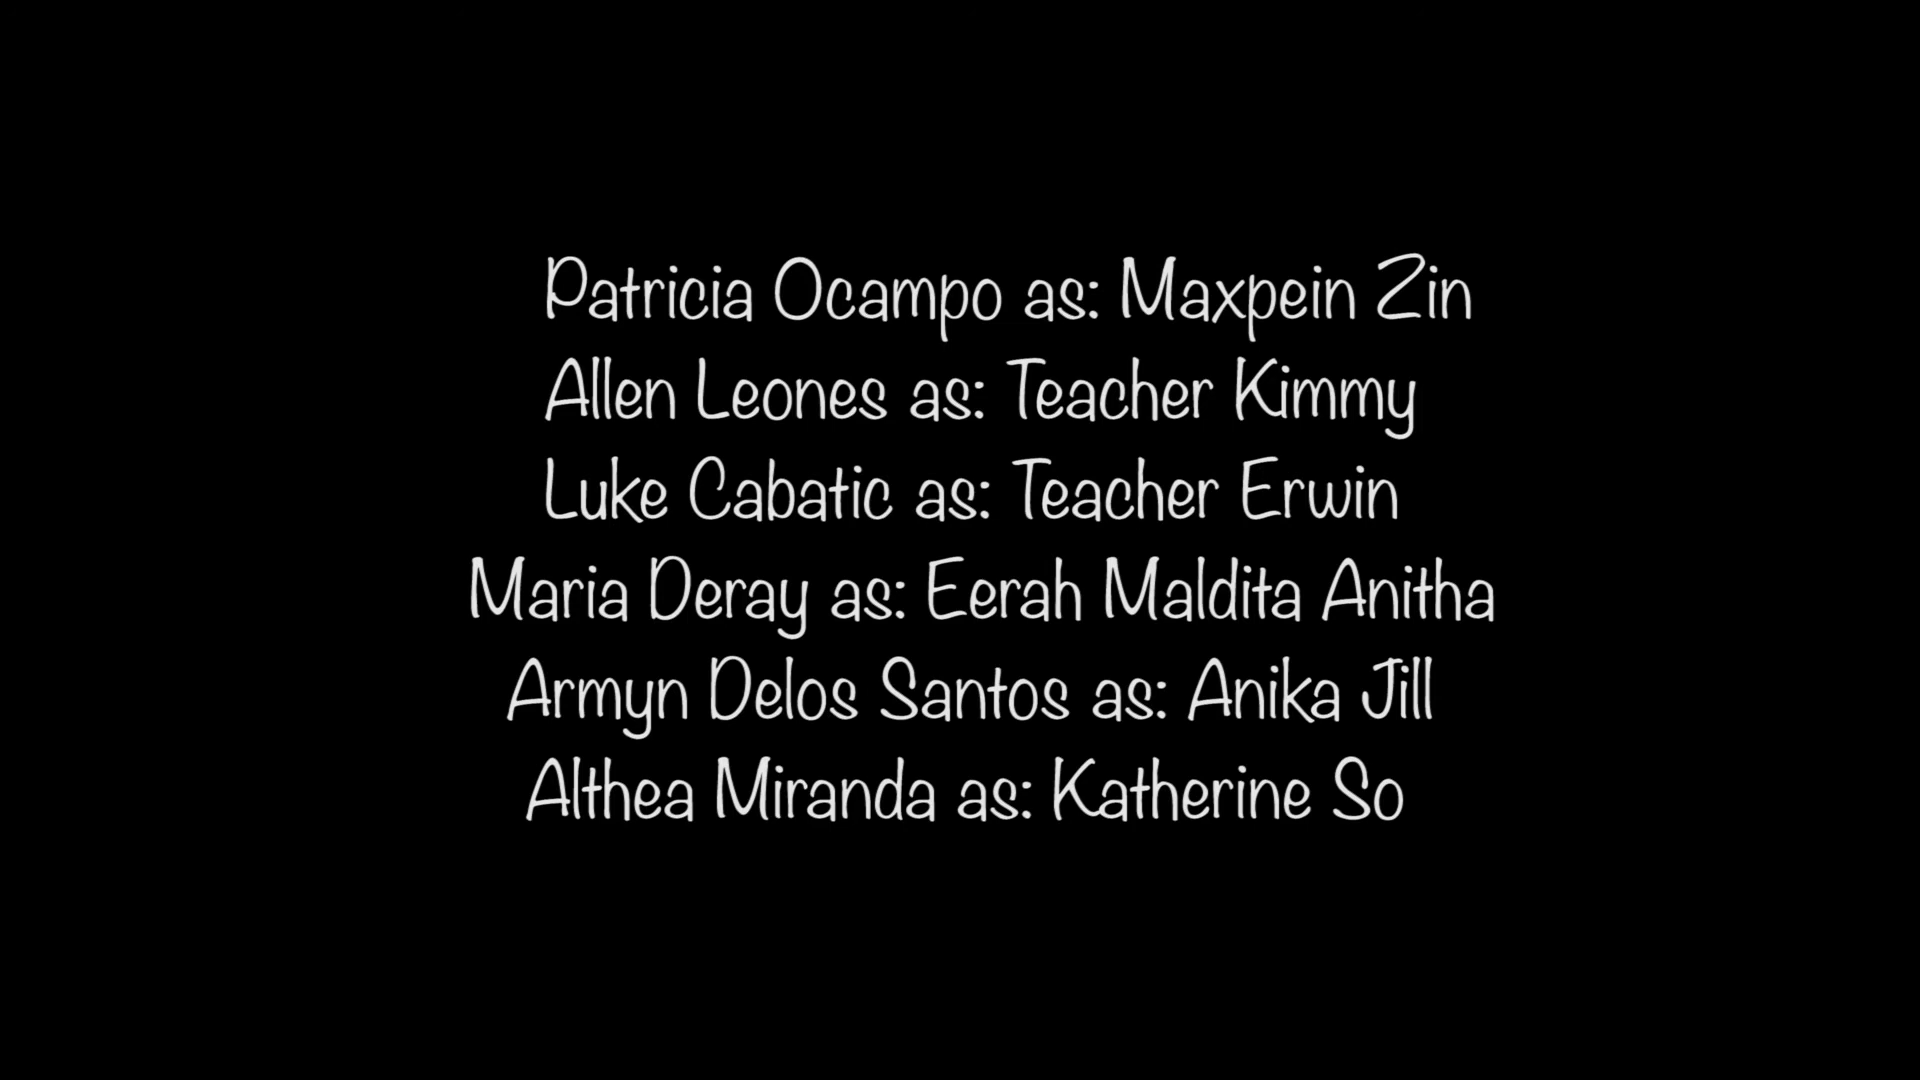 Patricia Ocampo as: Maxpein Zin
Allen Leones as: Teacher Kimmy
Luke Cabatic as: Teacher Erwin
Maria Deray as: Eerah Maldita Anitha
Armyn Delos Santos as: Anika Jill
Althea Miranda as: Katherine So